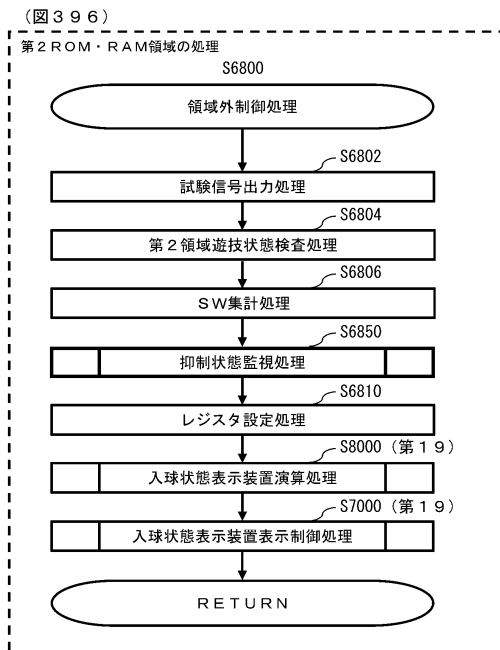 （図３９６）
第２ＲＯＭ・ＲＡＭ領域の処理
S6800
領域外制御処理
S6802
試験信号出力処理
S6804
第２領域遊技状態検査処理
S6806
ＳＷ集計処理
S6850
抑制状態監視処理
S6810
レジスタ設定処理
S8000（第１９）
入球状態表示装置演算処理
S7000（第１９）
入球状態表示装置表示制御処理
ＲＥＴＵＲＮ